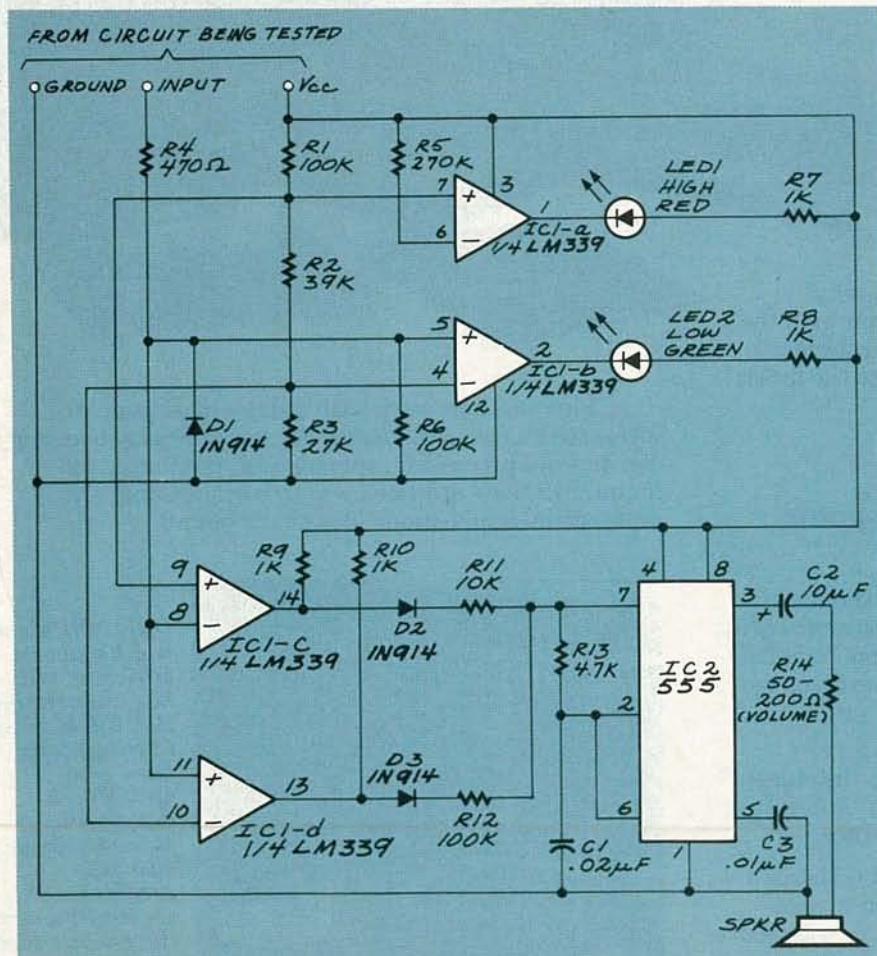 FROM CIRCUIT BEING TESTED
GROUND
INPUT
Vcc
R4
470Ω
R1
100K
R5
270K
7
+
3
6
-
1
IC1-a
1/4 LM339
LED1
HIGH
RED
R7
1K
R2
39K
5
+
4
-
2
12
IC1-b
1/4 LM339
LED2
LOW
GREEN
R8
1K
D1
1N914
R3
27K
R6
100K
R9
1K
R10
1K
9
+
8
-
14
IC1-C
1/4 LM339
D2
1N914
R11
10K
11
+
10
-
13
IC1-d
1/4 LM339
D3
1N914
R12
100K
R13
4.7K
C1
.02µF
4
8
7
3
2
6
5
1
IC2
555
C2
10µF
+
R14
50-
200Ω
(VOLUME)
C3
.01µF
SPKR